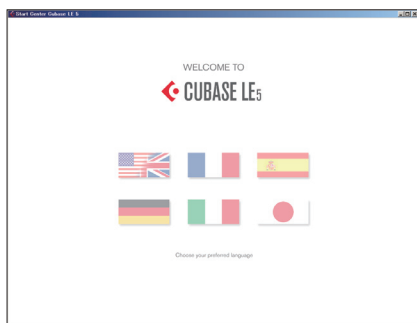 Start Center Cubase LE 5
WELCOME TO
CUBASE LE5
Choose your preferred language